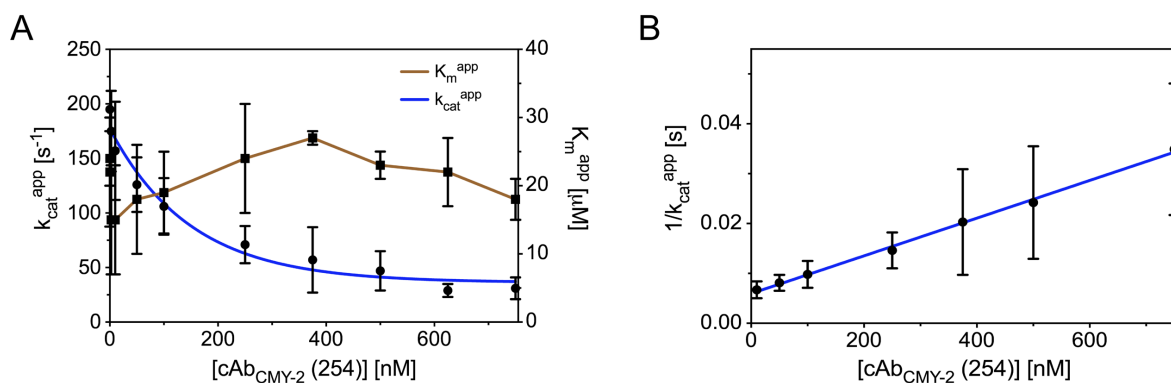 A
B
250
200
150
100
50
0
k_cat^app [s⁻¹]
40
30
20
10
0
K_m^app [µM]
K_m^app
k_cat^app
0
200
400
600
[cAb_CMY-2 (254)] [nM]
0.04
0.02
0.00
1/k_cat^app [s]
0
200
400
600
[cAb_CMY-2 (254)] [nM]